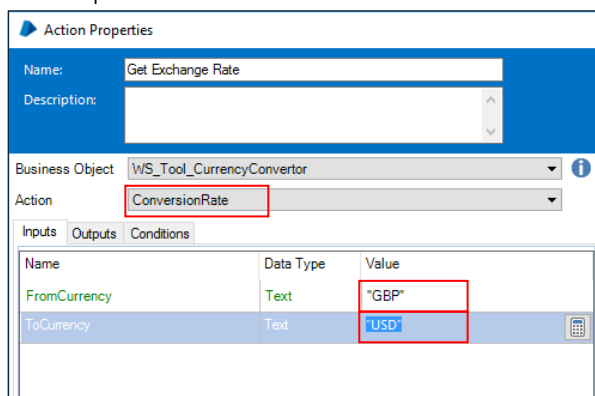 Action Properties
Name: Get Exchange Rate
Description:
Business Object WS_Tool_CurrencyConvertor
Action ConversionRate
Inputs Outputs Conditions
Name Data Type Value
FromCurrency Text "GBP"
ToCurrency Text "USD"